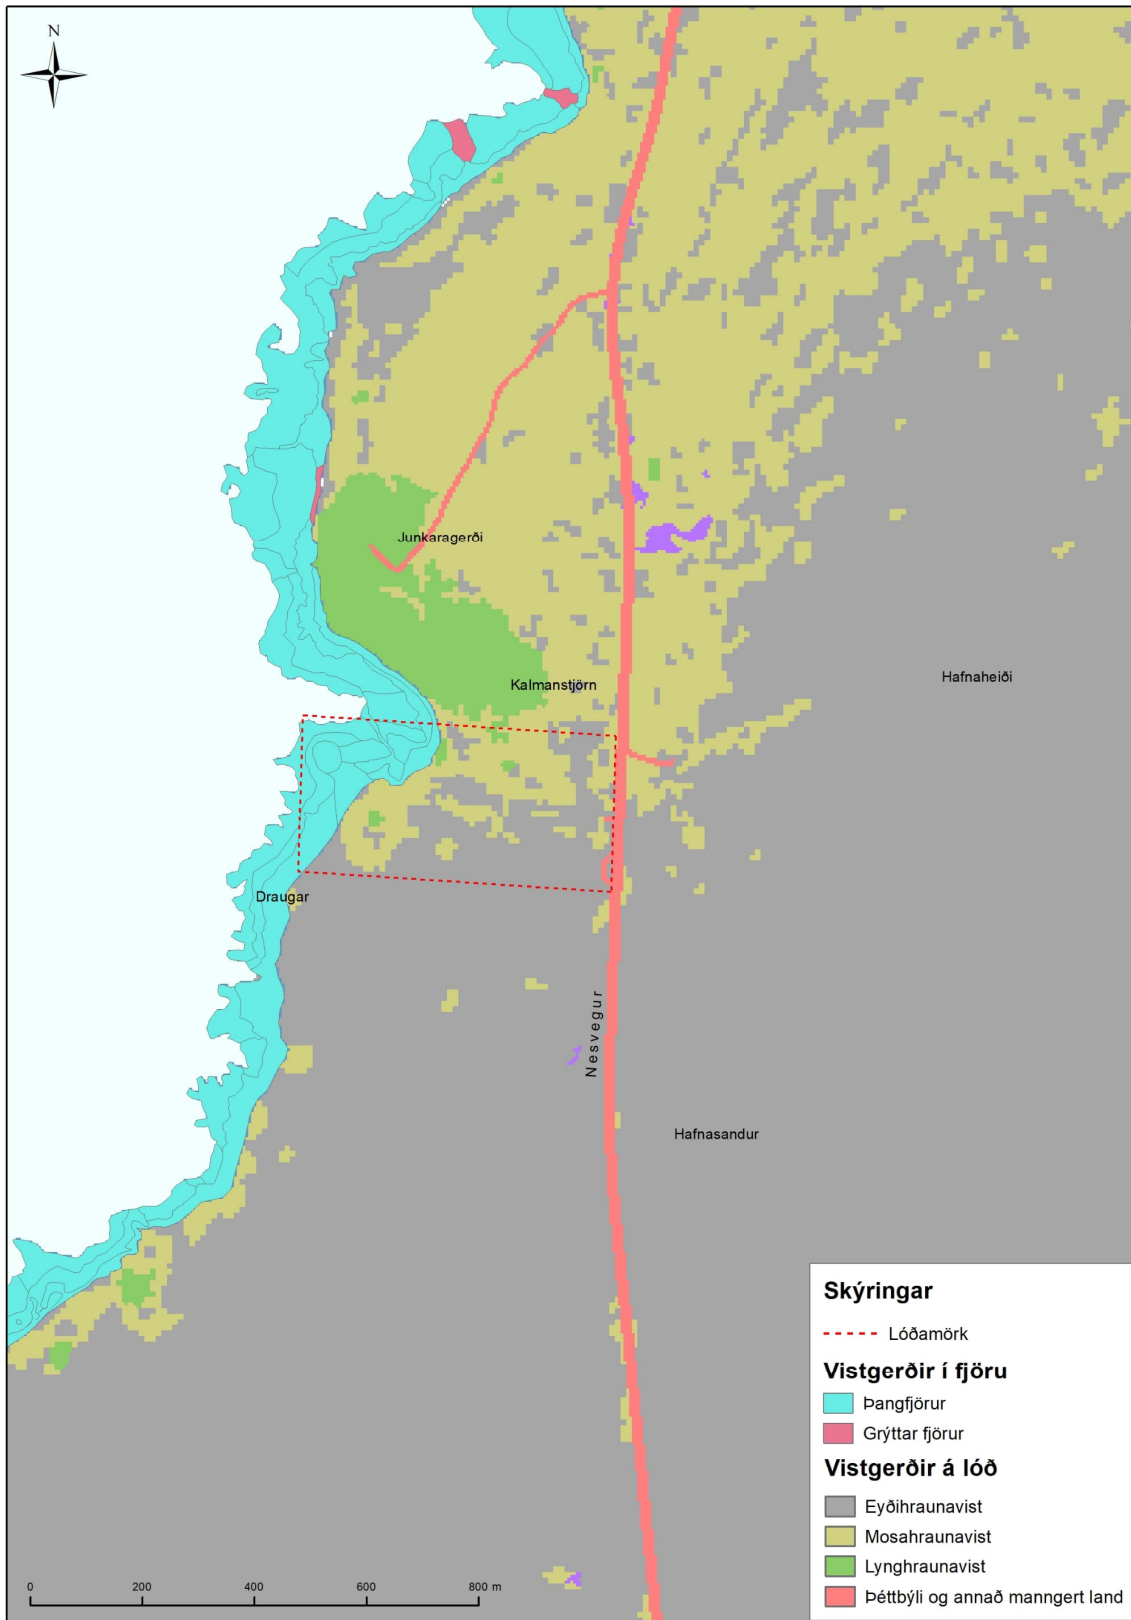 N
Junkaragerði
Kalmanstjörn
Hafnaheiði
Draugar
Nesvegur
Hafnasandur
Skýringar
Lóðamörk
Vistgerðir í fjöru
Þangfjörur
Grýttar fjörur
Vistgerðir á lóð
Eyðihraunavist
Mosahraunavist
Lynghraunavist
Þéttbýli og annað manngert land
0 200 400 600 800 m